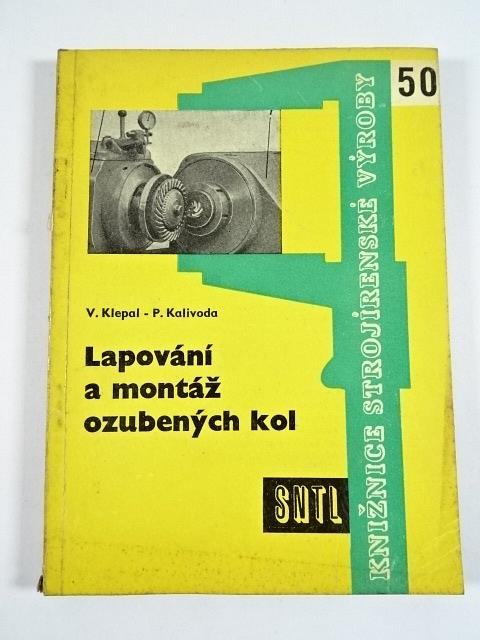 50
KNIŽNICE STROJÍRENSKÉ VÝROBY
V. Klepal - P. Kalivoda
Lapování
a montáž
ozubených kol
SNTL